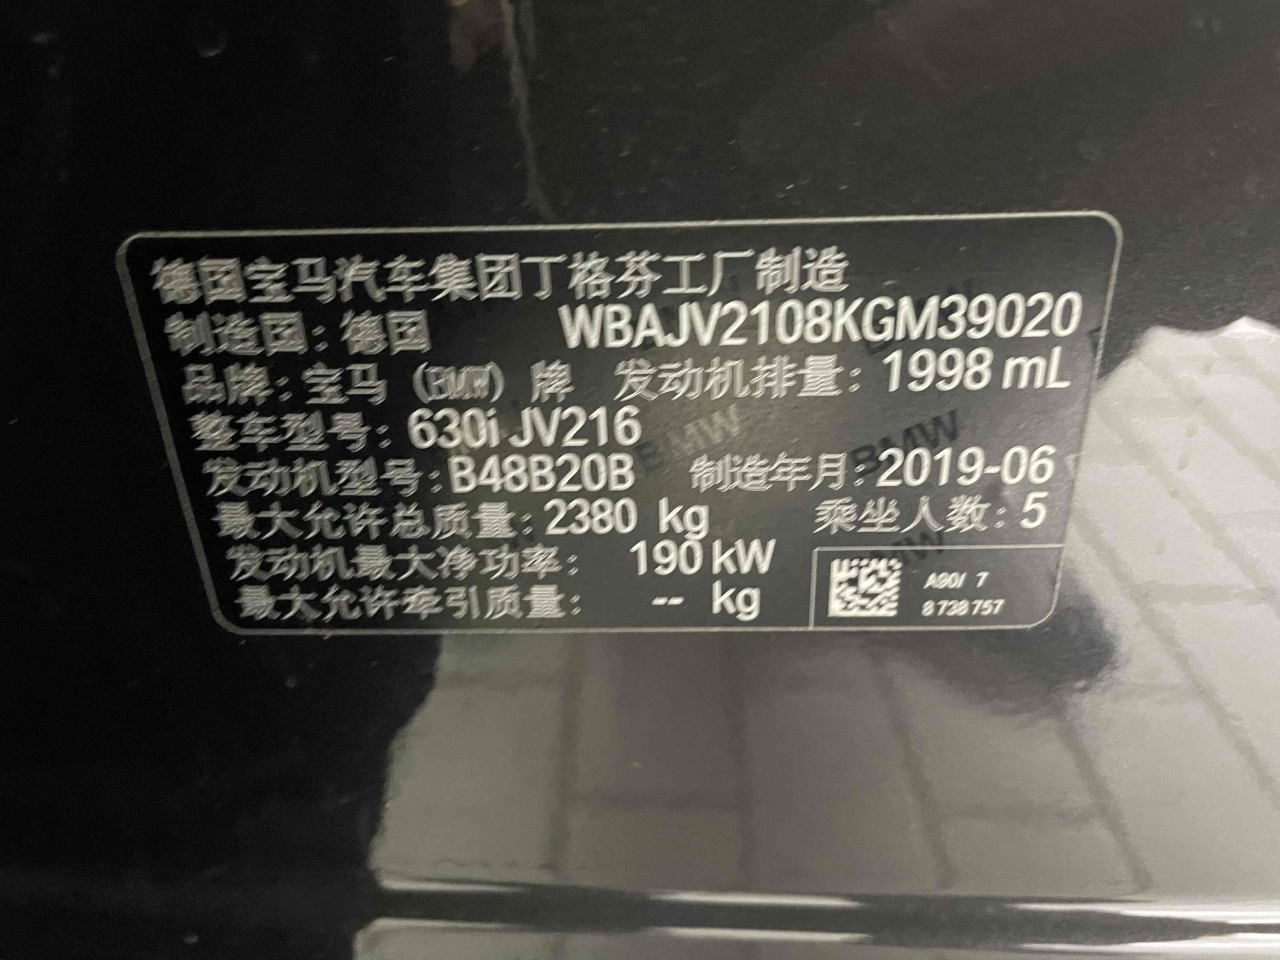 德国宝马汽车集团丁格芬工厂制造
制造国：德国 WBAJV2108KGM39020
品牌：宝马（BMW）牌 发动机排量：1998 mL
整车型号：630i JV216
发动机型号：B48B20B 制造年月：2019-06
最大允许总质量：2380 kg 乘坐人数：5
发动机最大净功率： 190 kW
最大允许牵引质量： -- kg
A90/ 7
8 738 757
BMW
BMW
BMW
BMW